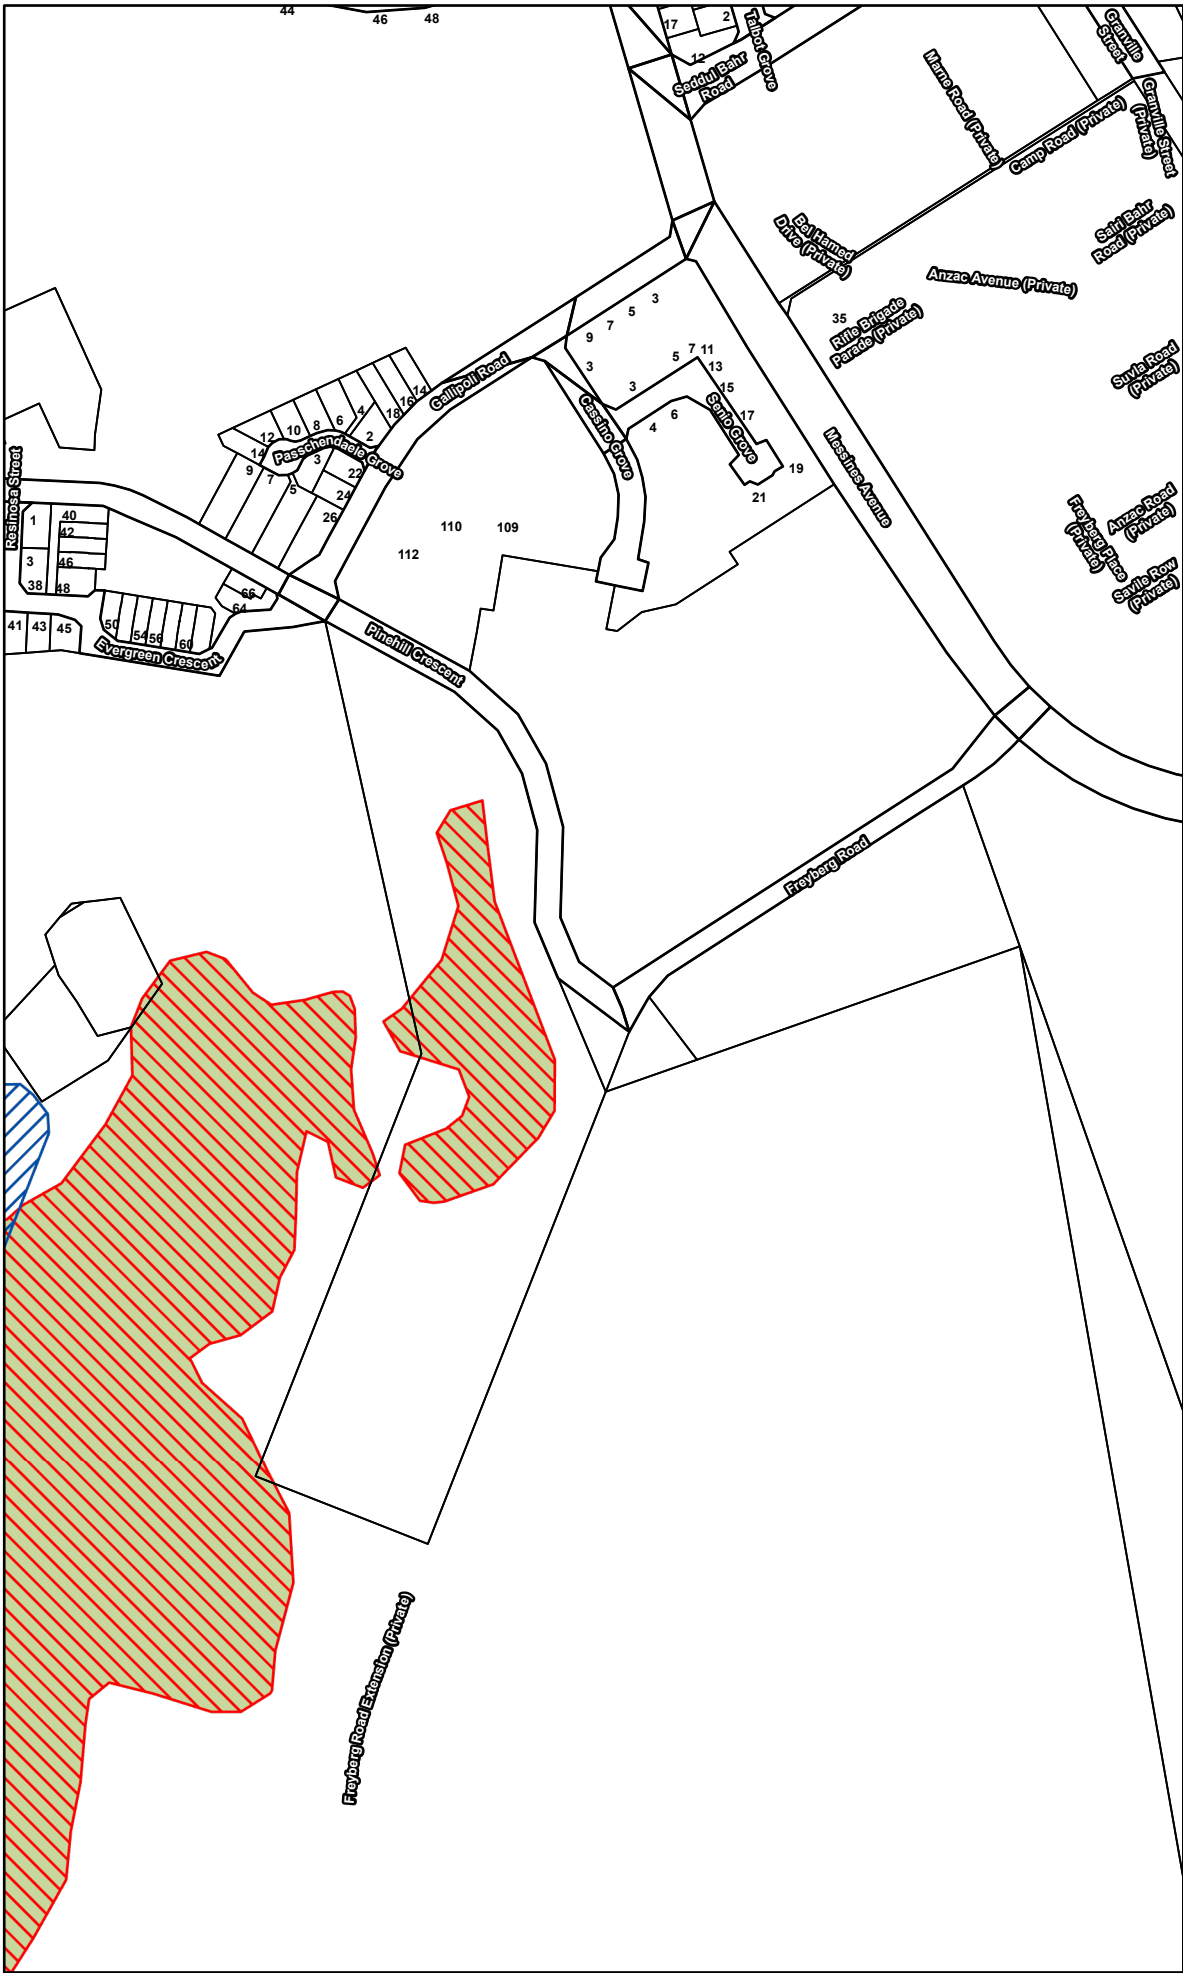 44
46
48
17
2
12
Talbot Grove
Seddul Bahr
Road
Granville
Street
Marne Road (Private)
Camp Road (Private)
Granville Street
(Private)
Bel Hamed
Drive (Private)
Sairi Bahr
Road (Private)
Anzac Avenue (Private)
35
Rifle Brigade
Parade (Private)
Suvla Road
(Private)
3
5
7
9
3
3
5
7
11
13
15
17
19
21
4
6
Senio Grove
Cassino Grove
Gallipoli Road
Messines Avenue
14
16
18
4
2
6
8
10
12
14
Passchendaele Grove
9
7
5
3
22
24
26
Resinosa Street
1
40
42
3
46
38
48
66
64
41
43
45
50
54
56
60
Evergreen Crescent
110
109
112
Pinehill Crescent
Freyberg Place
(Private)
Anzac Road
(Private)
Savile Row
(Private)
Freyberg Road
Freyberg Road Extension (Private)